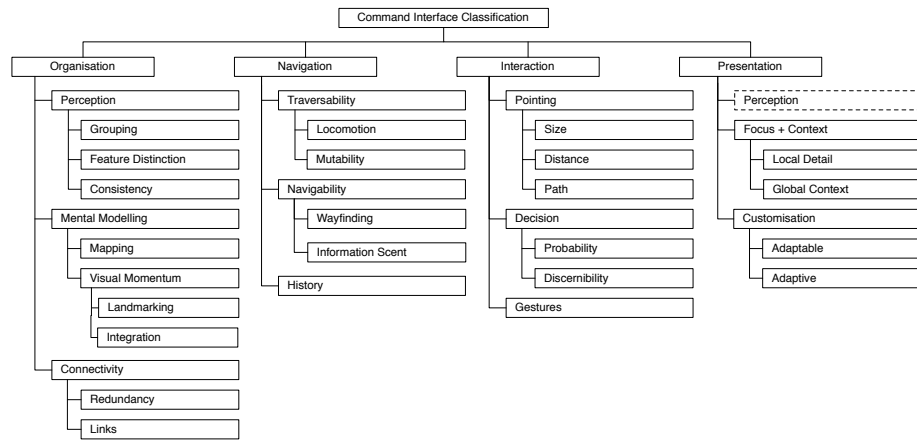 Command Interface Classification
Organisation
Perception
Grouping
Feature Distinction
Consistency
Mental Modelling
Mapping
Visual Momentum
Landmarking
Integration
Connectivity
Redundancy
Links
Navigation
Traversability
Locomotion
Mutability
Navigability
Wayfinding
Information Scent
History
Interaction
Pointing
Size
Distance
Path
Decision
Probability
Discernibility
Gestures
Presentation
Perception
Focus + Context
Local Detail
Global Context
Customisation
Adaptable
Adaptive